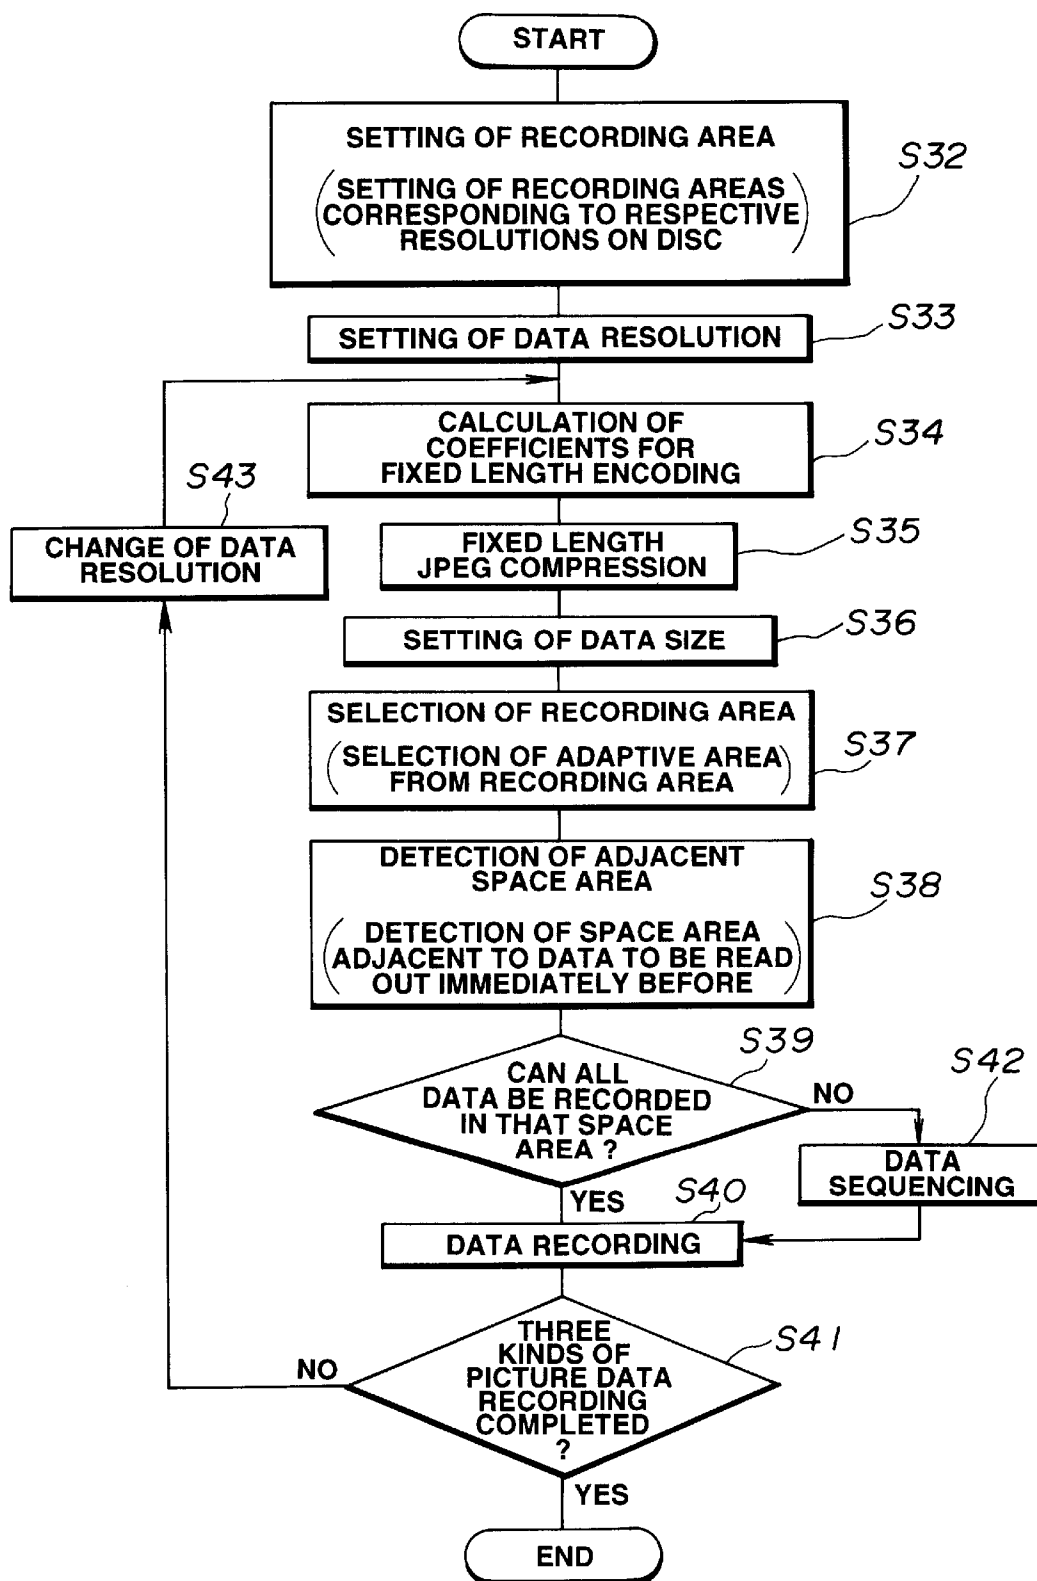 START
SETTING OF RECORDING AREA
(SETTING OF RECORDING AREAS
CORRESPONDING TO RESPECTIVE
RESOLUTIONS ON DISC)
S32
SETTING OF DATA RESOLUTION
S33
CALCULATION OF
COEFFICIENTS FOR
FIXED LENGTH ENCODING
S34
S43
CHANGE OF DATA
RESOLUTION
FIXED LENGTH
JPEG COMPRESSION
S35
SETTING OF DATA SIZE
S36
SELECTION OF RECORDING AREA
(SELECTION OF ADAPTIVE AREA
FROM RECORDING AREA)
S37
DETECTION OF ADJACENT
SPACE AREA
(DETECTION OF SPACE AREA
ADJACENT TO DATA TO BE READ
OUT IMMEDIATELY BEFORE)
S38
CAN ALL
DATA BE RECORDED
IN THAT SPACE
AREA ?
S39
NO
S42
DATA
SEQUENCING
YES
S40
DATA RECORDING
THREE
KINDS OF
PICTURE DATA
RECORDING
COMPLETED
?
S41
NO
YES
END